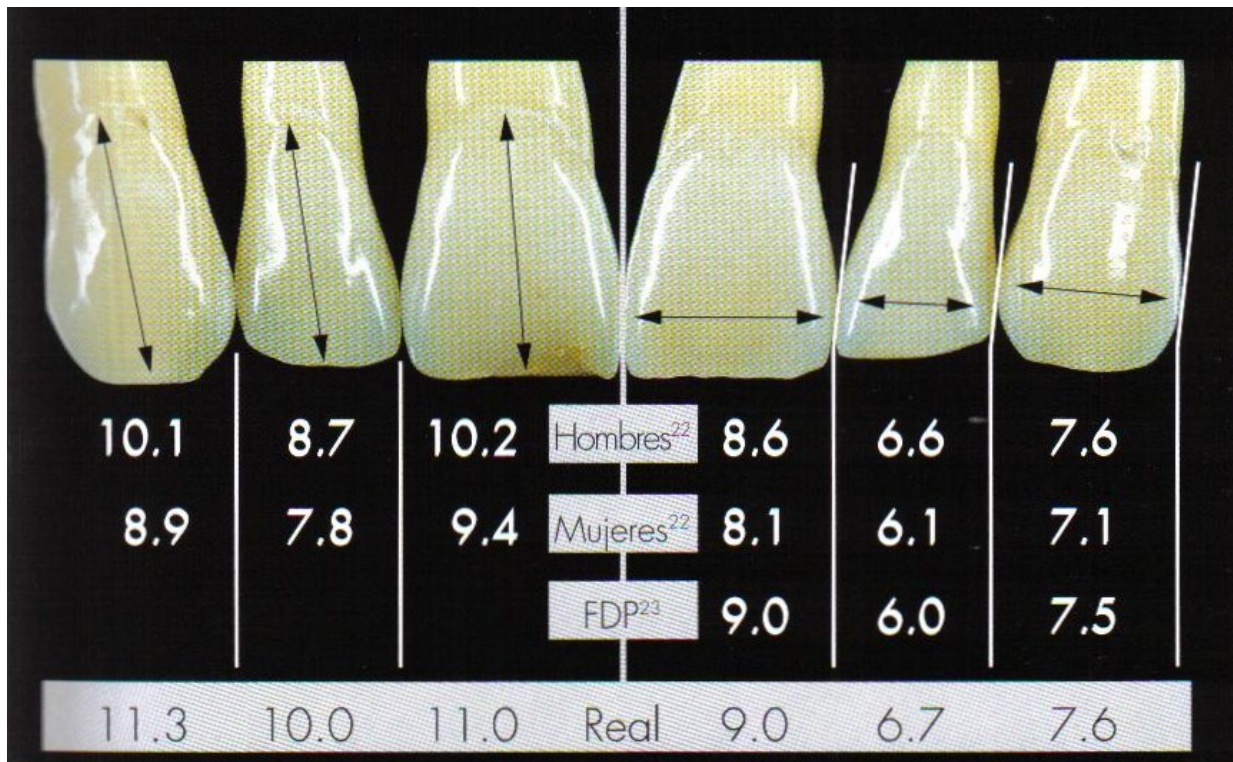 10.1 8.7 10.2 Hombres22 8.6 6.6 7.6
8.9 7.8 9.4 Mujeres22 8.1 6.1 7.1
FDP23 9.0 6.0 7.5
11.3 10.0 11.0 Real 9.0 6.7 7.6